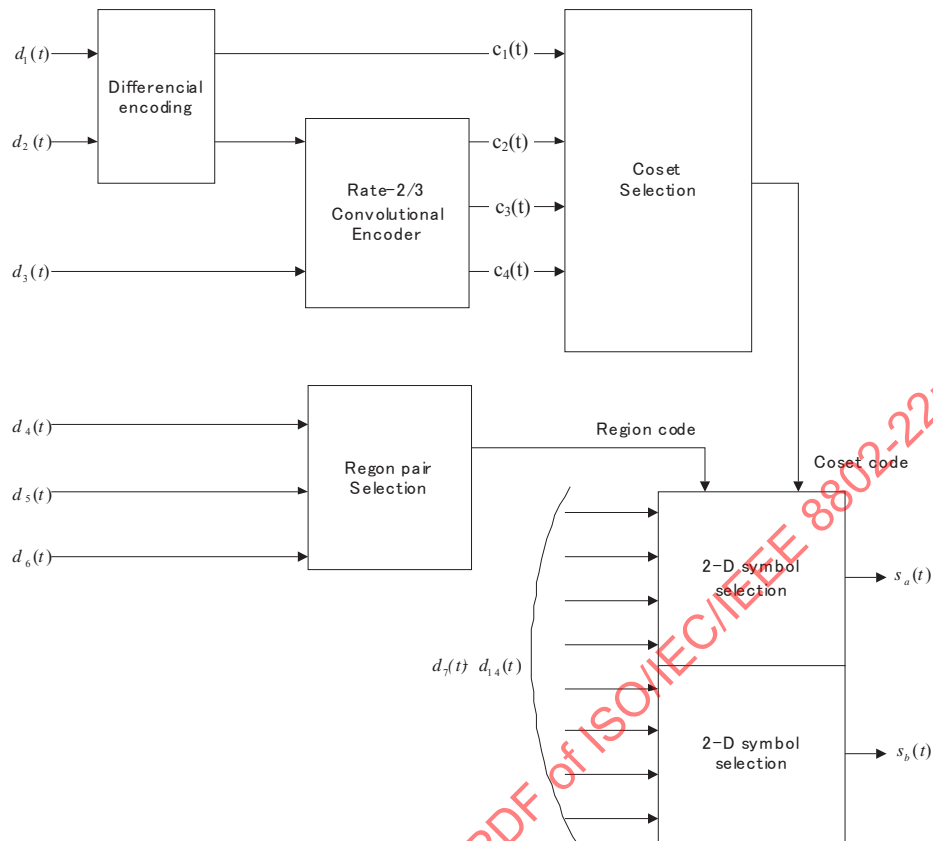 d1(t)
Differencial
encoding
c1(t)
d2(t)
c2(t)
Rate-2/3
Convolutional
Encoder
Coset
Selection
c3(t)
d3(t)
c4(t)
d4(t)
Region code
Regon pair
Selection
Coset code
d5(t)
d6(t)
2-D symbol
selection
sa(t)
d7(t) d14(t)
2-D symbol
selection
sb(t)
PDF of ISO/IEC/IEEE 8802-22